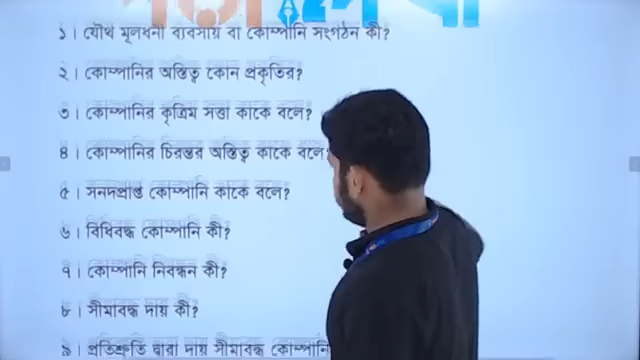 ১। যৌথ মূলধনী ব্যবসায় বা কোম্পানি সংগঠন কী?
২। কোম্পানির অস্তিত্ব কোন প্রকৃতির?
৩। কোম্পানির কৃত্রিম সত্তা কাকে বলে?
৪। কোম্পানির চিরন্তর অস্তিত্ব কাকে বলে?
৫। সনদপ্রাপ্ত কোম্পানি কাকে বলে?
৬। বিধিবদ্ধ কোম্পানি কী?
৭। কোম্পানি নিবন্ধন কী?
৮। সীমাবদ্ধ দায় কী?
৯। প্রতিশ্রুতি দ্বারা দায় সীমাবদ্ধ কোম্পানি